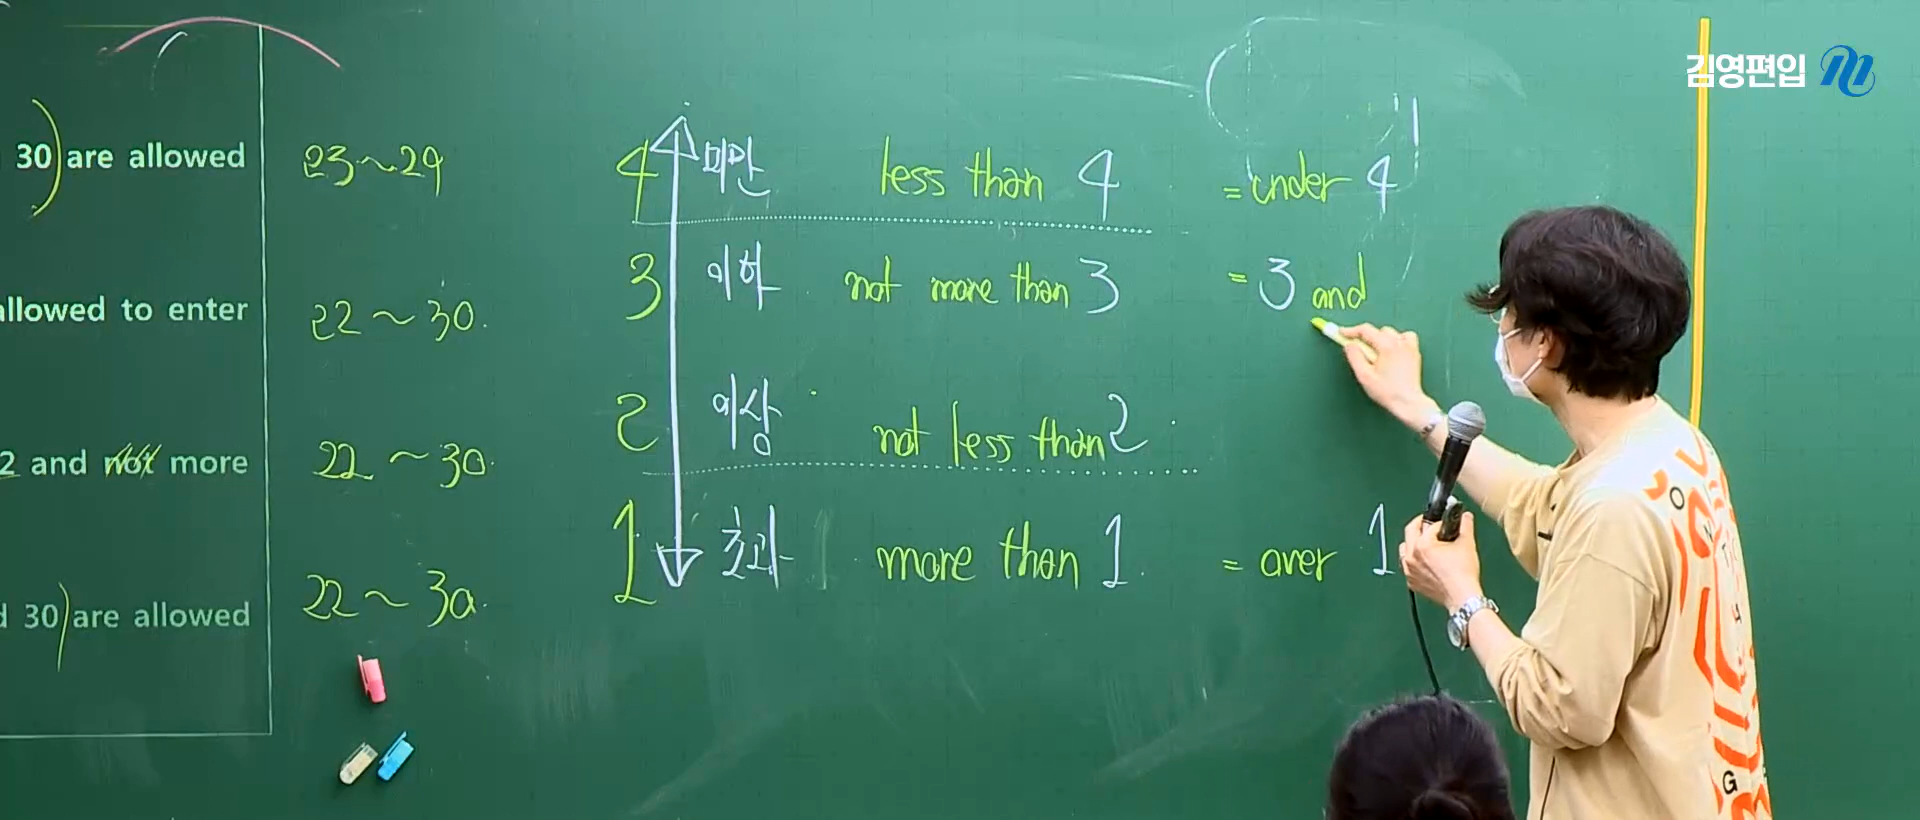 김영편입
30) are allowed 23~29
allowed to enter 22 ~ 30.
2 and not more 22 ~ 30.
d 30) are allowed 22 ~ 30.
4 미만 less than 4 = under 4
3 이하 not more than 3 = 3 and
2 이상 not less than 2
1 초과 more than 1 = over 1